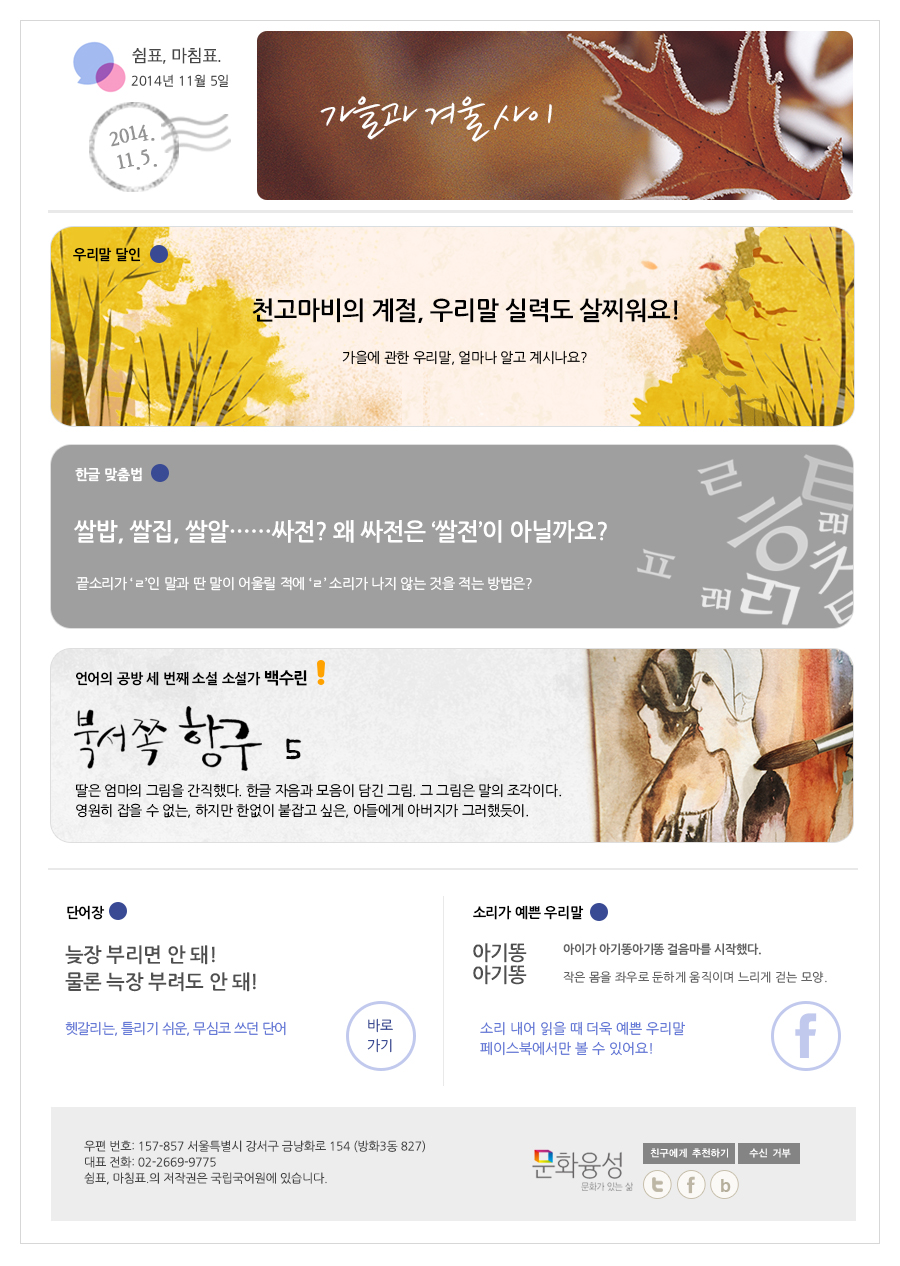 쉼표, 마침표.
2014년 11월 5일
2014.
11.5.
가을과 겨울 사이
우리말 달인
천고마비의 계절, 우리말 실력도 살찌워요!
가을에 관한 우리말, 얼마나 알고 계시나요?
한글 맞춤법
쌀밥, 쌀집, 쌀알……싸전? 왜 싸전은 ‘쌀전’이 아닐까요?
끝소리가 ‘ㄹ’인 말과 딴 말이 어울릴 적에 ‘ㄹ’ 소리가 나지 않는 것을 적는 방법은?
언어의 공방 세 번째 소설 소설가 백수린
북서쪽 항구 5
딸은 엄마의 그림을 간직했다. 한글 자음과 모음이 담긴 그림. 그 그림은 말의 조각이다.
영원히 잡을 수 없는, 하지만 한없이 붙잡고 싶은, 아들에게 아버지가 그러했듯이.
단어장
늦장 부리면 안 돼!
물론 늑장 부려도 안 돼!
헷갈리는, 틀리기 쉬운, 무심코 쓰던 단어
바로
가기
소리가 예쁜 우리말
아기똥
아기똥
아이가 아기똥아기똥 걸음마를 시작했다.
작은 몸을 좌우로 둔하게 움직이며 느리게 걷는 모양.
소리 내어 읽을 때 더욱 예쁜 우리말
페이스북에서만 볼 수 있어요!
우편 번호: 157-857 서울특별시 강서구 금낭화로 154 (방화3동 827)
대표 전화: 02-2669-9775
쉼표, 마침표.의 저작권은 국립국어원에 있습니다.
문화융성
문화가 있는 삶
친구에게 추천하기
수신 거부